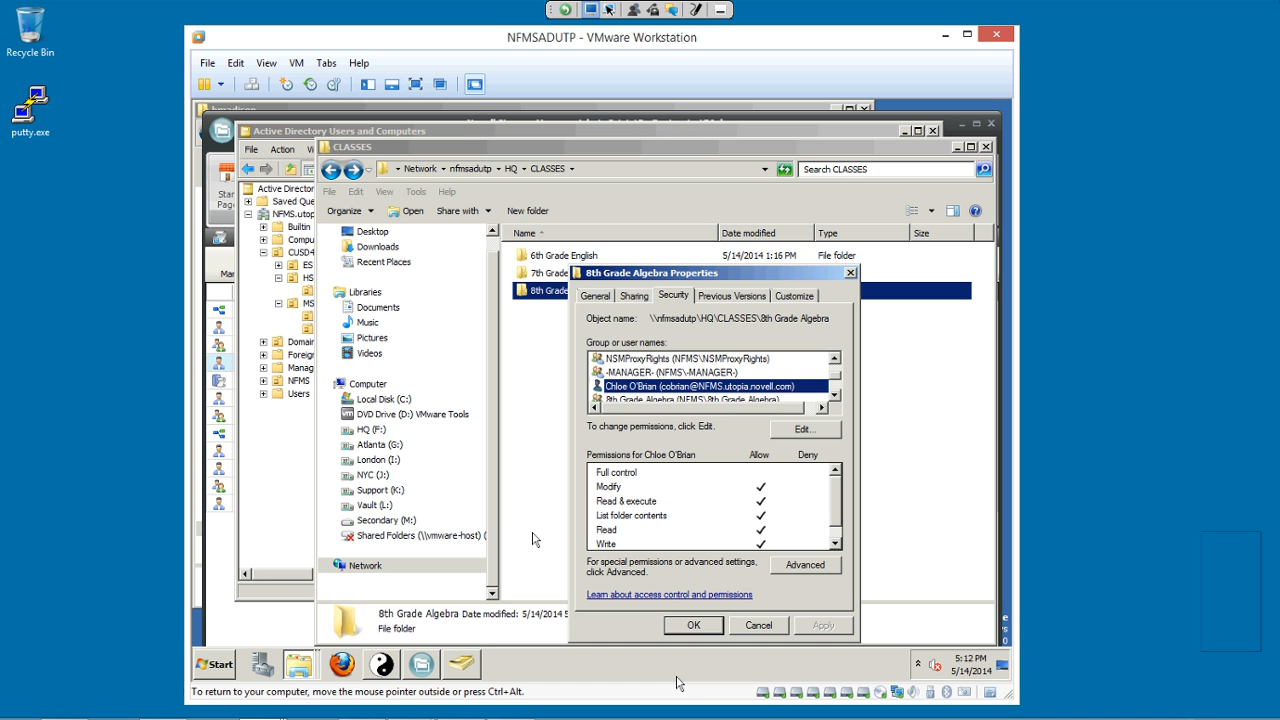 Recycle Bin
putty.exe
NFMSADUTP - VMware Workstation
File Edit View VM Tabs Help
Active Directory Users and Computers
File Action
CLASSES
Network nfmsadutp HQ CLASSES
Search CLASSES
File Edit View Tools Help
Organize Open Share with New folder
Star
Page
Active Director
Saved Que
NFMS.utop
Builtin
Compu
CUSD4
ES
HS
MS
Domai
Foreig
Manag
NFMS
Users
Desktop
Downloads
Recent Places
Libraries
Documents
Music
Pictures
Videos
Computer
Local Disk (C:)
DVD Drive (D:) VMware Tools
HQ (F:)
Atlanta (G:)
London (I:)
NYC (J:)
Support (K:)
Vault (L:)
Secondary (M:)
Shared Folders (\\vmware-host) (
Network
Name Date modified Type Size
6th Grade English 5/14/2014 1:16 PM File folder
7th Grade
8th Grade
8th Grade Algebra Properties
General Sharing Security Previous Versions Customize
Object name: \\nfmsadutp\HQ\CLASSES\8th Grade Algebra
Group or user names:
NSMProxyRights (NFMS\NSMProxyRights)
-MANAGER- (NFMS\-MANAGER-)
Chloe O'Brian (cobrian@NFMS.utopia.novell.com)
8th Grade Algebra (NFMS\8th Grade Algebra)
To change permissions, click Edit. Edit...
Permissions for Chloe O'Brian Allow Deny
Full control
Modify
Read & execute
List folder contents
Read
Write
For special permissions or advanced settings,
click Advanced.
Advanced
Learn about access control and permissions
OK Cancel Apply
8th Grade Algebra Date modified: 5/14/2014 5
File folder
Start
5:12 PM
5/14/2014
To return to your computer, move the mouse pointer outside or press Ctrl+Alt.